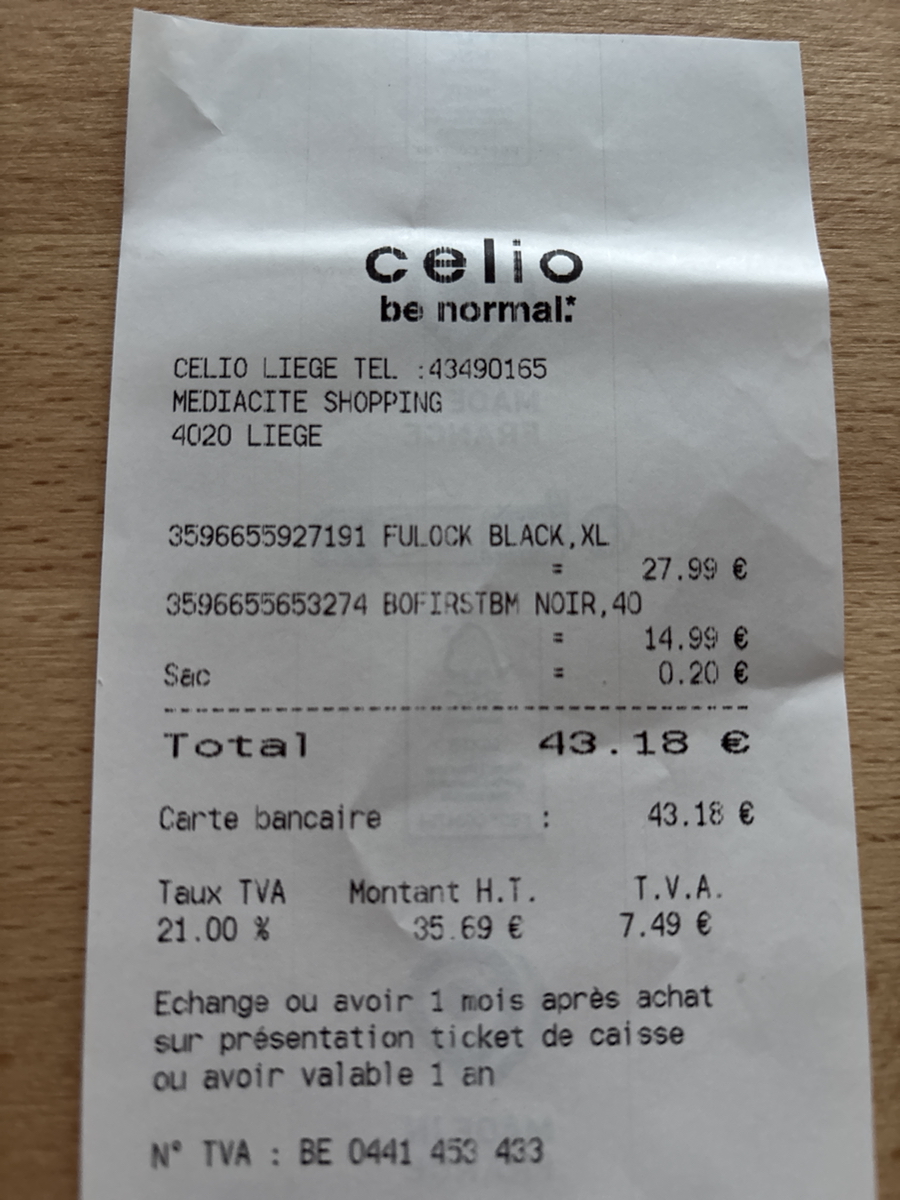 celio
be normal.*
CELIO LIEGE TEL :43490165
MEDIACITE SHOPPING
4020 LIEGE
3596655927191 FULOCK BLACK,XL
= 27.99 €
3596655653274 BOFIRSTBM NOIR,40
= 14.99 €
Sac = 0.20 €
Total 43.18 €
Carte bancaire : 43.18 €
Taux TVA Montant H.T. T.V.A.
21.00 % 35.69 € 7.49 €
Echange ou avoir 1 mois après achat
sur présentation ticket de caisse
ou avoir valable 1 an
N° TVA : BE 0441 453 433